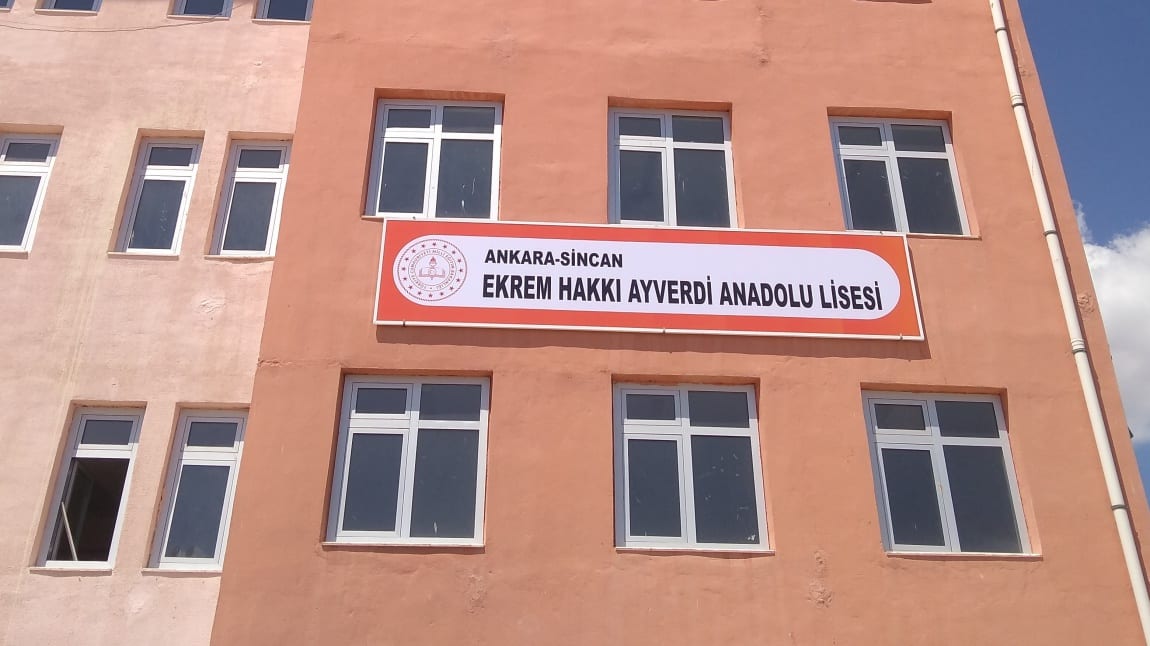 ANKARA-SİNCAN
EKREM HAKKI AYVERDİ ANADOLU LİSESİ